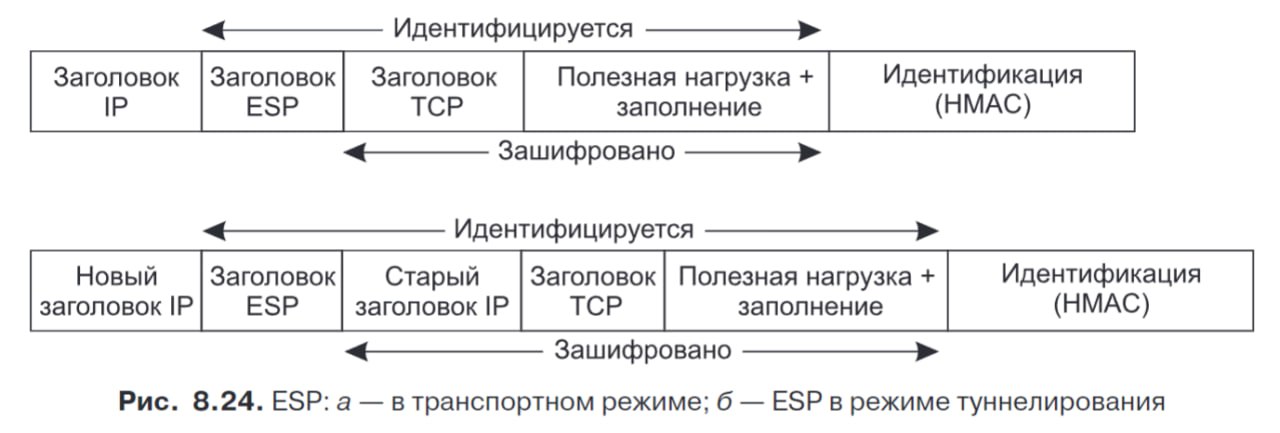 Идентифицируется
Заголовок IP
Заголовок ESP
Заголовок TCP
Полезная нагрузка + заполнение
Идентификация (HMAC)
Зашифровано
Идентифицируется
Новый заголовок IP
Заголовок ESP
Старый заголовок IP
Заголовок TCP
Полезная нагрузка + заполнение
Идентификация (HMAC)
Зашифровано
Рис. 8.24. ESP: а — в транспортном режиме; б — ESP в режиме туннелирования